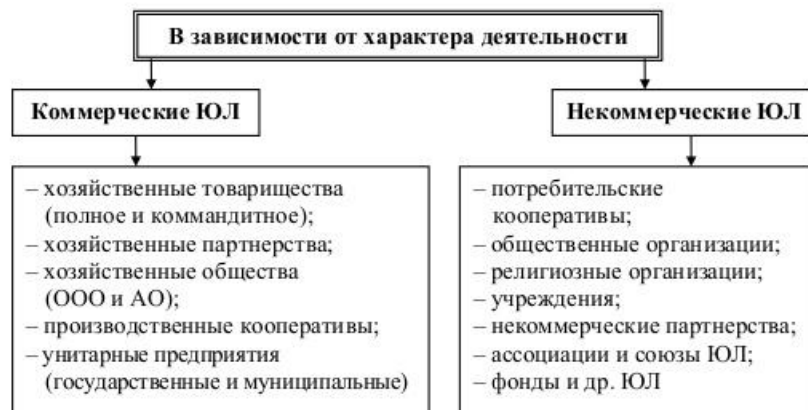 В зависимости от характера деятельности
Коммерческие ЮЛ
– хозяйственные товарищества
(полное и коммандитное);
– хозяйственные партнерства;
– хозяйственные общества
(ООО и АО);
– производственные кооперативы;
– унитарные предприятия
(государственные и муниципальные)
Некоммерческие ЮЛ
– потребительские
кооперативы;
– общественные организации;
– религиозные организации;
– учреждения;
– некоммерческие партнерства;
– ассоциации и союзы ЮЛ;
– фонды и др. ЮЛ